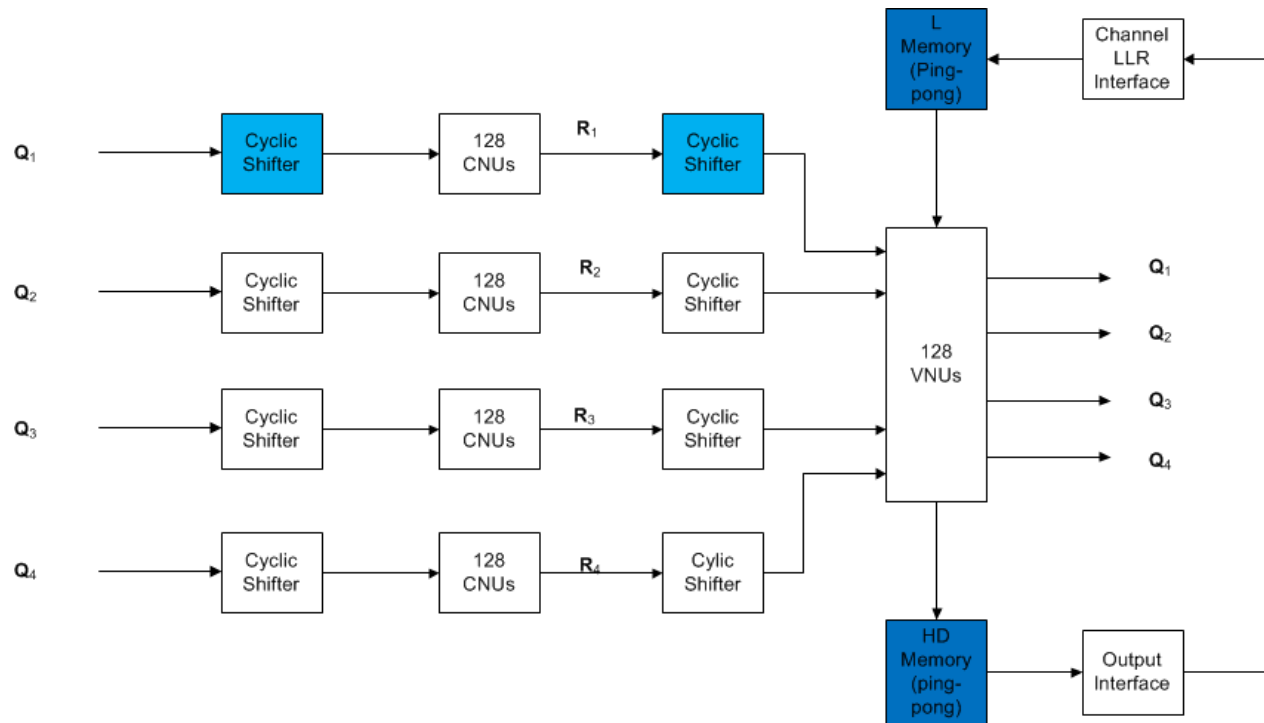 L
Memory
(Ping-
pong)
Channel
LLR
Interface
Q1
Cyclic
Shifter
128
CNUs
R1
Cyclic
Shifter
Q2
Cyclic
Shifter
128
CNUs
R2
Cyclic
Shifter
128
VNUs
Q1
Q2
Q3
Q4
Q3
Cyclic
Shifter
128
CNUs
R3
Cyclic
Shifter
Q4
Cyclic
Shifter
128
CNUs
R4
Cylic
Shifter
HD
Memory
(ping-
pong)
Output
Interface